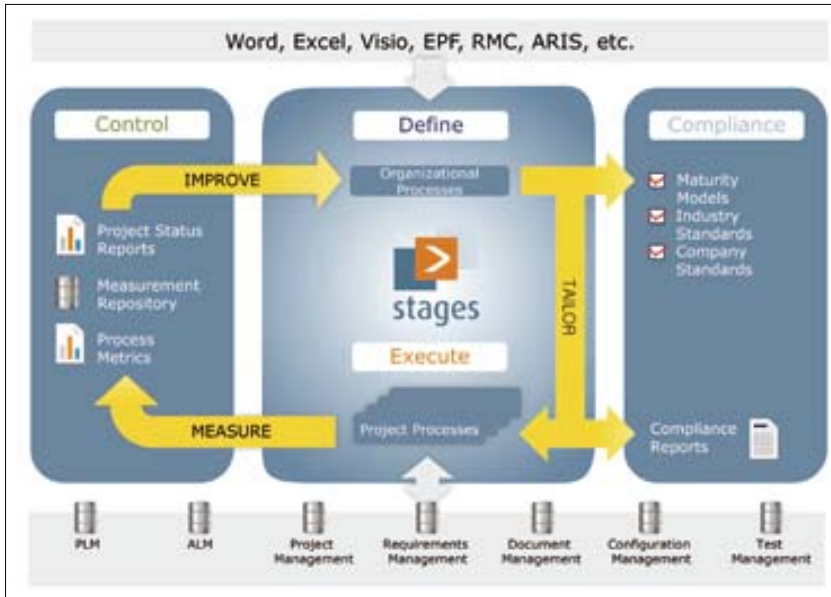 Word, Excel, Visio, EPF, RMC, ARIS, etc.
Control
Define
Compliance
IMPROVE
Organizational
Processes
Maturity
Models
Industry
Standards
Company
Standards
Project Status
Reports
Measurement
Repository
Process
Metrics
stages
TAILOR
Execute
MEASURE
Project Processes
Compliance
Reports
PLM
ALM
Project
Management
Requirements
Management
Document
Management
Configuration
Management
Test
Management